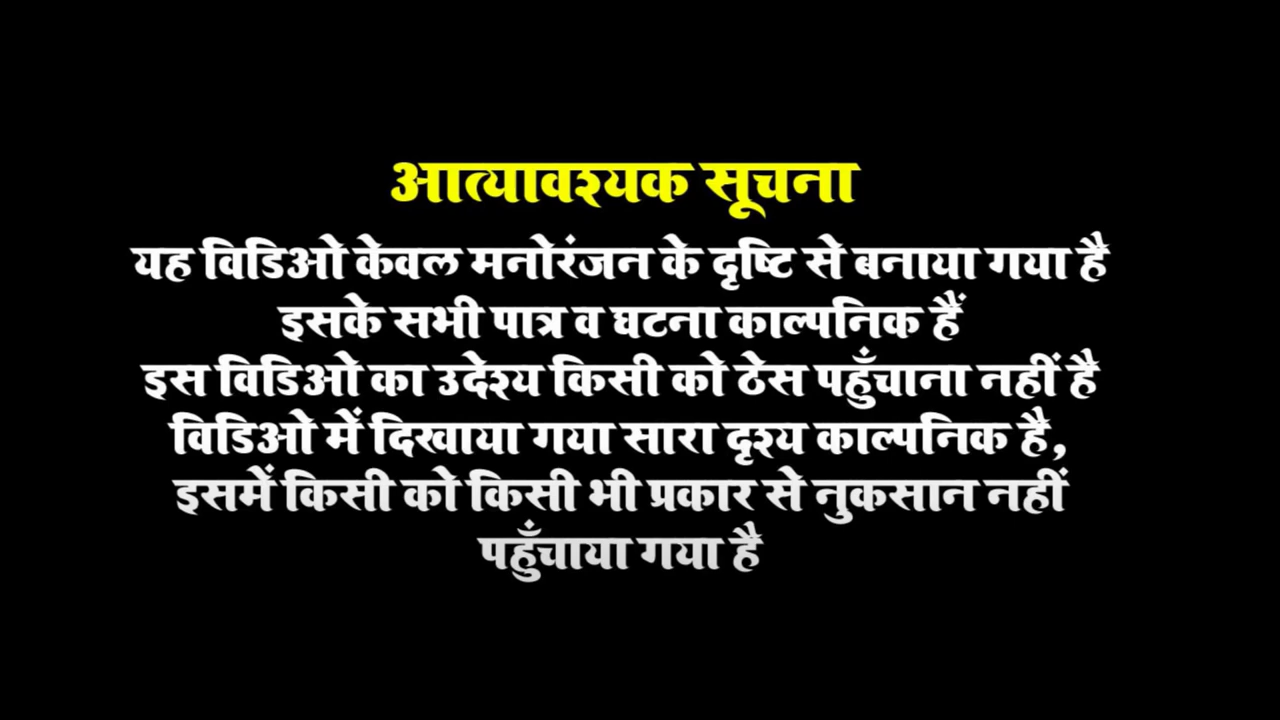 आत्यावश्यक सूचना
यह विडिओ केवल मनोरंजन के दृष्टि से बनाया गया है
इसके सभी पात्र व घटना काल्पनिक हैं
इस विडिओ का उदेश्य किसी को ठेस पहुँचाना नहीं है
विडिओ में दिखाया गया सारा दृश्य काल्पनिक है,
इसमें किसी को किसी भी प्रकार से नुकसान नहीं
पहुँचाया गया है